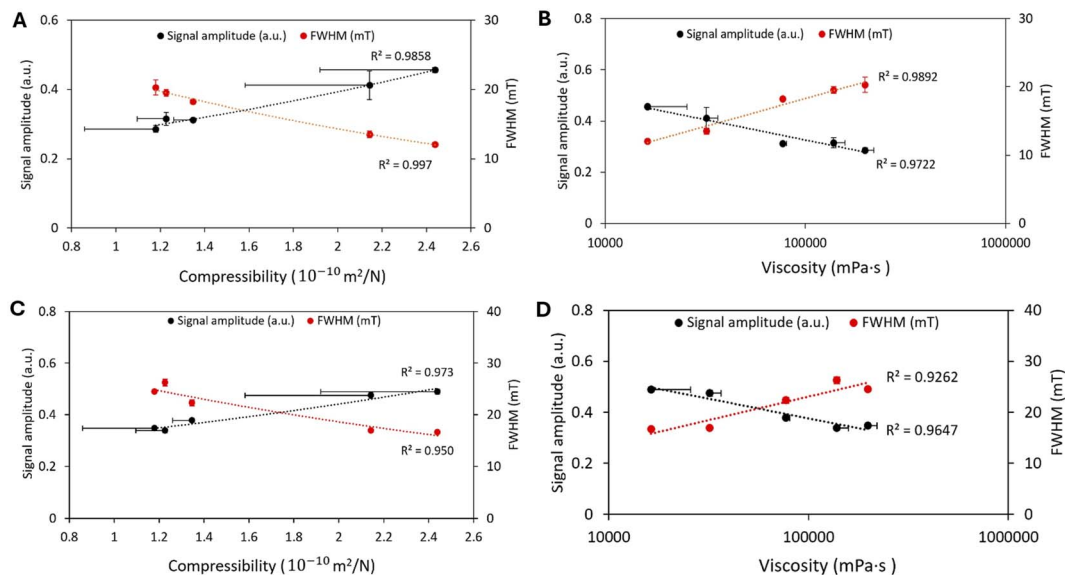 A
0.6
0.4
0.2
0
Signal amplitude (a.u.)
Signal amplitude (a.u.) FWHM (mT)
R² = 0.9858
R² = 0.997
30
20
10
0
FWHM (mT)
0.8 1 1.2 1.4 1.6 1.8 2 2.2 2.4 2.6
Compressibility (10⁻¹⁰ m²/N)
B
0.8
0.6
0.4
0.2
0
Signal amplitude (a.u.)
Signal amplitude (a.u.) FWHM (mT)
R² = 0.9892
R² = 0.9722
30
20
10
0
FWHM (mT)
10000 100000 1000000
Viscosity (mPa·s)
C
0.8
0.6
0.4
0.2
0
Signal amplitude (a.u.)
Signal amplitude (a.u.) FWHM (mT)
R² = 0.973
R² = 0.950
40
30
20
10
0
FWHM (mT)
0.8 1 1.2 1.4 1.6 1.8 2 2.2 2.4 2.6
Compressibility (10⁻¹⁰ m²/N)
D
0.8
0.6
0.4
0.2
0
Signal amplitude (a.u.)
Signal amplitude (a.u.) FWHM (mT)
R² = 0.9262
R² = 0.9647
40
30
20
10
0
FWHM (mT)
10000 100000 1000000
Viscosity (mPa·s)